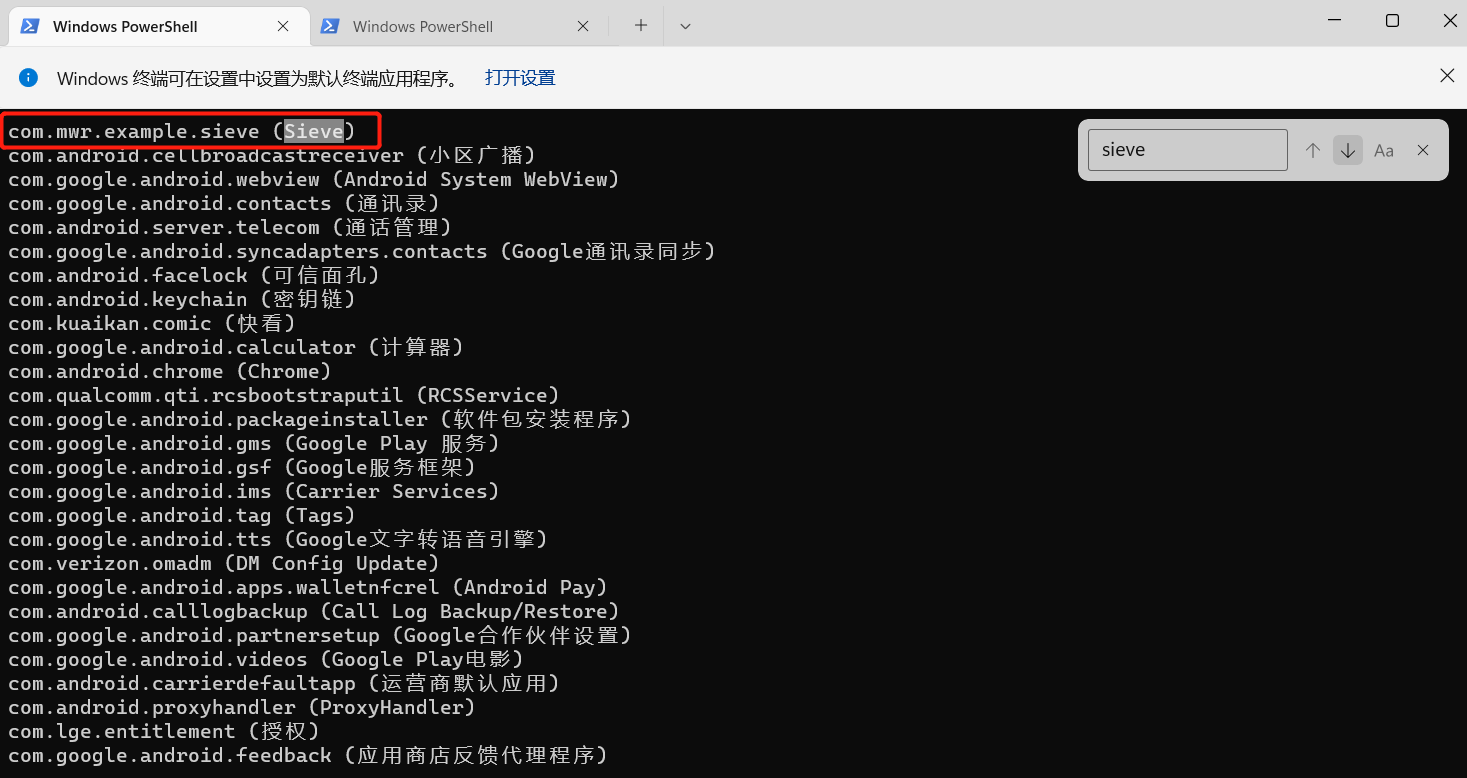 Windows PowerShell
Windows PowerShell
Windows 终端可在设置中设置为默认终端应用程序。 打开设置
sieve
Aa
com.mwr.example.sieve (Sieve)
com.android.cellbroadcastreceiver (小区广播)
com.google.android.webview (Android System WebView)
com.google.android.contacts (通讯录)
com.android.server.telecom (通话管理)
com.google.android.syncadapters.contacts (Google通讯录同步)
com.android.facelock (可信面孔)
com.android.keychain (密钥链)
com.kuaikan.comic (快看)
com.google.android.calculator (计算器)
com.android.chrome (Chrome)
com.qualcomm.qti.rcsbootstraputil (RCSService)
com.google.android.packageinstaller (软件包安装程序)
com.google.android.gms (Google Play 服务)
com.google.android.gsf (Google服务框架)
com.google.android.ims (Carrier Services)
com.google.android.tag (Tags)
com.google.android.tts (Google文字转语音引擎)
com.verizon.omadm (DM Config Update)
com.google.android.apps.walletnfcrel (Android Pay)
com.android.calllogbackup (Call Log Backup/Restore)
com.google.android.partnersetup (Google合作伙伴设置)
com.google.android.videos (Google Play电影)
com.android.carrierdefaultapp (运营商默认应用)
com.android.proxyhandler (ProxyHandler)
com.lge.entitlement (授权)
com.google.android.feedback (应用商店反馈代理程序)